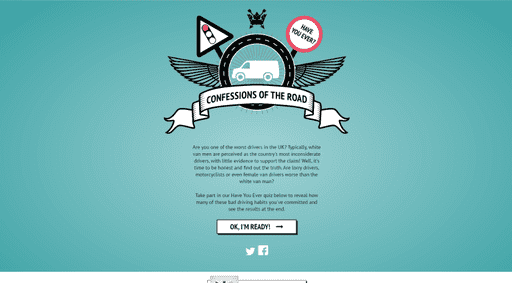 HAVE
YOU EVER?
CONFESSIONS OF THE ROAD
Are you one of the worst drivers in the UK? Typically, white
van men are perceived as the country's most inconsiderate
drivers, with little evidence to support the claim? Well, it's
time to be honest and find out the truth. Are lorry drivers,
motorcyclists or even female van drivers worse than the
white van man?
Take part in our Have You Ever quiz below to reveal how
many of these bad driving habits you've committed and
see the results at the end.
OK, I'M READY!